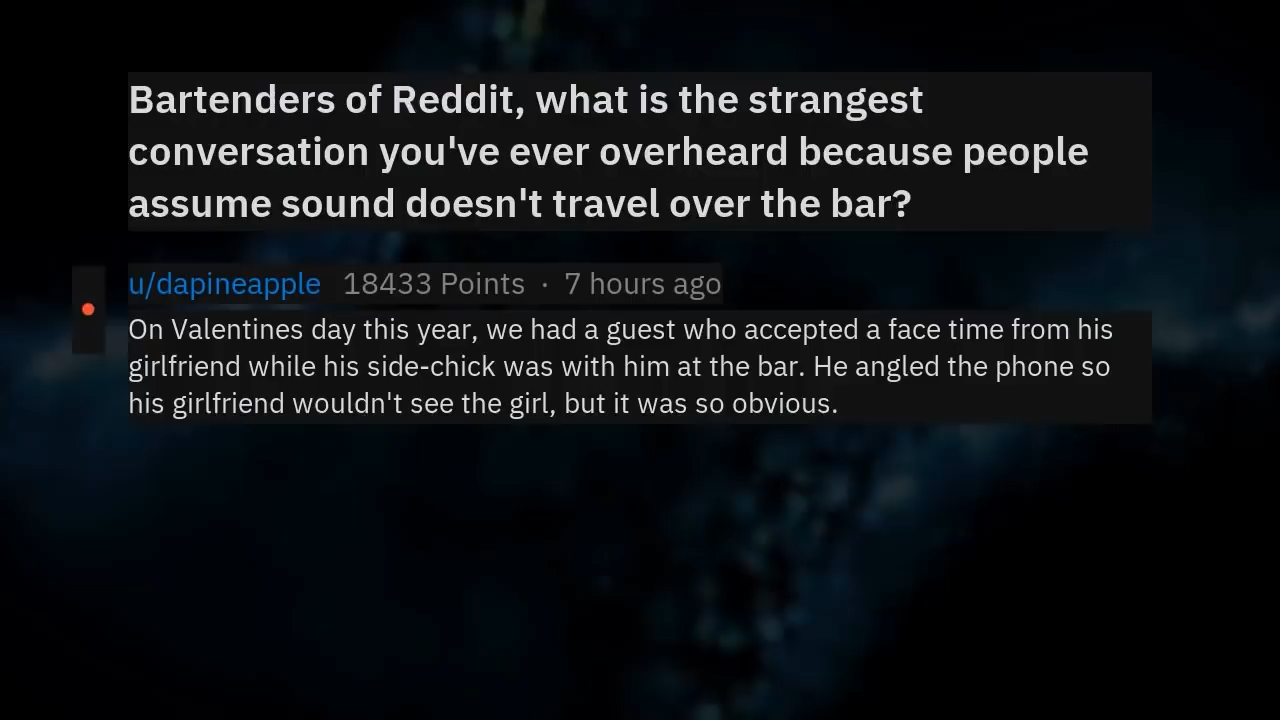 Bartenders of Reddit, what is the strangest
conversation you've ever overheard because people
assume sound doesn't travel over the bar?
u/dapineapple 18433 Points · 7 hours ago
On Valentines day this year, we had a guest who accepted a face time from his
girlfriend while his side-chick was with him at the bar. He angled the phone so
his girlfriend wouldn't see the girl, but it was so obvious.